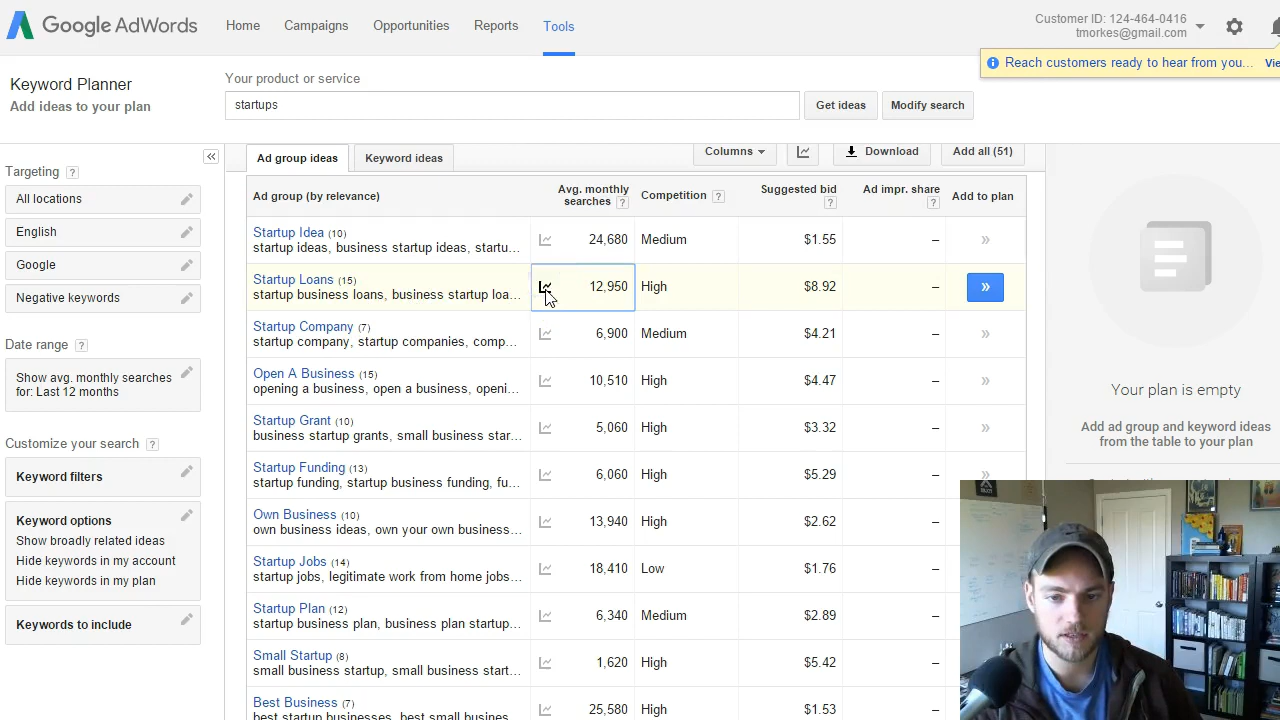 Google AdWords
Home
Campaigns
Opportunities
Reports
Tools
Customer ID: 124-464-0416
tmorkes@gmail.com
Reach customers ready to hear from you... Vie
Keyword Planner
Add ideas to your plan
Your product or service
startups
Get ideas
Modify search
Targeting ?
All locations
English
Google
Negative keywords
Date range ?
Show avg. monthly searches
for: Last 12 months
Customize your search ?
Keyword filters
Keyword options
Show broadly related ideas
Hide keywords in my account
Hide keywords in my plan
Keywords to include
Ad group ideas
Keyword ideas
Columns
Download
Add all (51)
Ad group (by relevance)
Avg. monthly
searches ?
Competition ?
Suggested bid
?
Ad impr. share
?
Add to plan
Startup Idea (10) 24,680 Medium $1.55 – »
startup ideas, business startup ideas, startu...
Startup Loans (15) 12,950 High $8.92 – »
startup business loans, business startup loa...
Startup Company (7) 6,900 Medium $4.21 – »
startup company, startup companies, comp...
Open A Business (15) 10,510 High $4.47 – »
opening a business, open a business, openi...
Startup Grant (10) 5,060 High $3.32 – »
business startup grants, small business star...
Startup Funding (13) 6,060 High $5.29 – »
startup funding, startup business funding, fu...
Own Business (10) 13,940 High $2.62 –
own business ideas, own your own business...
Startup Jobs (14) 18,410 Low $1.76 –
startup jobs, legitimate work from home jobs...
Startup Plan (12) 6,340 Medium $2.89 –
startup business plan, business plan startup...
Small Startup (8) 1,620 High $5.42 –
small business startup, small business start...
Best Business (7) 25,580 High $1.53 –
best startup businesses, best small busines...
Your plan is empty
Add ad group and keyword ideas
from the table to your plan